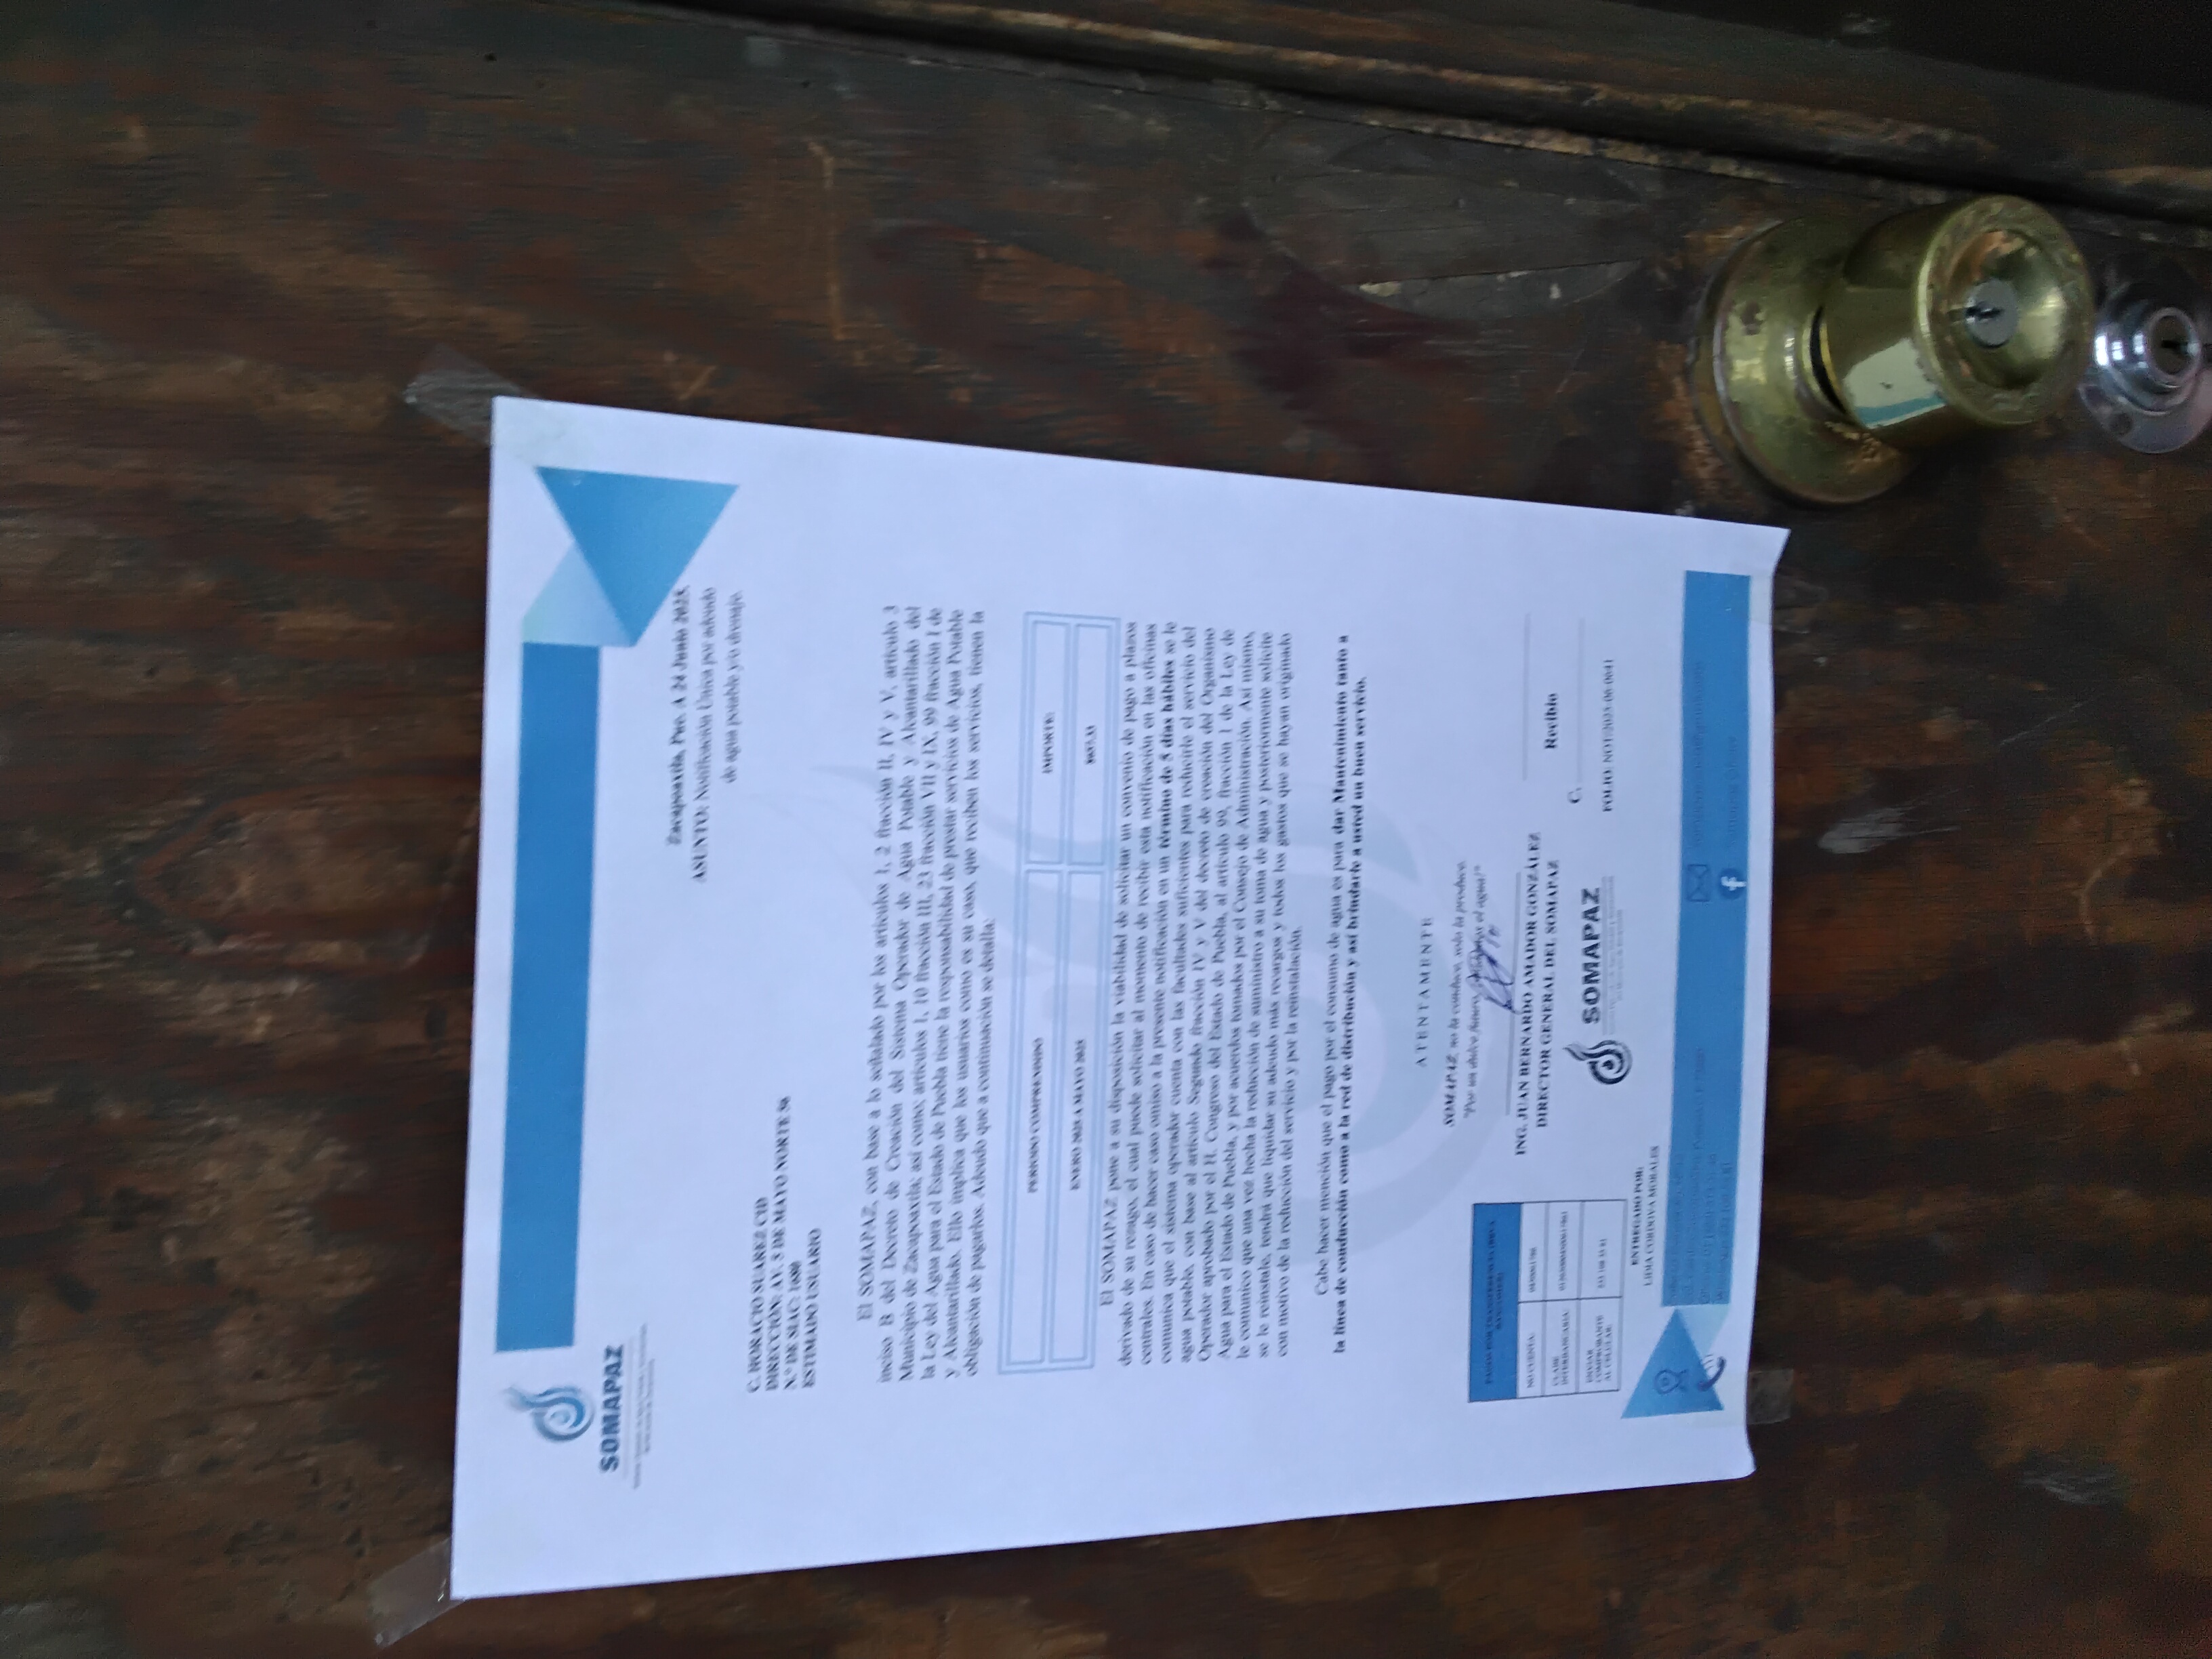 SOMAPAZ
Zacapoaxtla, Pue. A 24 Junio 2025.
ASUNTO: Notificación Única por adeudo
de agua potable y/o drenaje.
C. HORACIO SUAREZ CID
DIRECCIÓN: AV. 5 DE MAYO NORTE 56
N.° DE SIAC: 1680
ESTIMADO USUARIO
El SOMAPAZ, con base a lo señalado por los artículos 1, 2 fracción II, IV y V, artículo 3
inciso B del Decreto de Creación del Sistema Operador de Agua Potable y Alcantarillado del
Municipio de Zacapoaxtla; así como; artículos 1, 10 fracción III, 23 fracción VII y IX, 99 fracción I de
la Ley del Agua para el Estado de Puebla tiene la responsabilidad de prestar servicios de Agua Potable
y Alcantarillado. Ello implica que los usuarios como es su caso, que reciben los servicios, tienen la
obligación de pagarlos. Adeudo que a continuación se detalla:
PERIODO COMPRENDIDO
IMPORTE:
ENERO 2025 A MAYO 2025
El SOMAPAZ pone a su disposición la viabilidad de solicitar un convenio de pago a plazos
derivado de su rezago, el cual puede solicitar al momento de recibir esta notificación en las oficinas
centrales. En caso de hacer caso omiso a la presente notificación en un término de 5 días hábiles se le
comunica que el sistema operador cuenta con las facultades suficientes para reducirle el servicio del
agua potable, con base al artículo Segundo fracción IV y V del decreto de creación del Organismo
Operador aprobado por el H. Congreso del Estado de Puebla, al artículo 99, fracción I de la Ley de
Agua para el Estado de Puebla, y por acuerdos tomados por el Consejo de Administración. Así mismo,
le comunico que una vez hecha la reducción de suministro a su toma de agua y posteriormente solicite
se le reinstale, tendrá que liquidar su adeudo más recargos y todos los gastos que se hayan originado
con motivo de la reducción del servicio y por la reinstalación.
Cabe hacer mención que el pago por el consumo de agua es para dar Mantenimiento tanto a
la línea de conducción como a la red de distribución y así brindarle a usted un buen servicio.
ATENTAMENTE
SOMAPAZ, no la conduce, solo la produce.
"Por un dulce futuro, el agua!"
ING. JUAN BERNARDO AMADOR GONZÁLEZ
DIRECTOR GENERAL DEL SOMAPAZ
SOMAPAZ
Recibio
C.
FOLIO: NOT/2025-06-0641
PAGOS POR TRANSFERENCIA (BBVA
BANCOMER)
NO CUENTA:
CLABE
INTERBANCARIA:
ENVIAR
COMPROBANTE
AL CELULAR:
ENTREGADO POR:
LIDIA CORDOVA MORALES